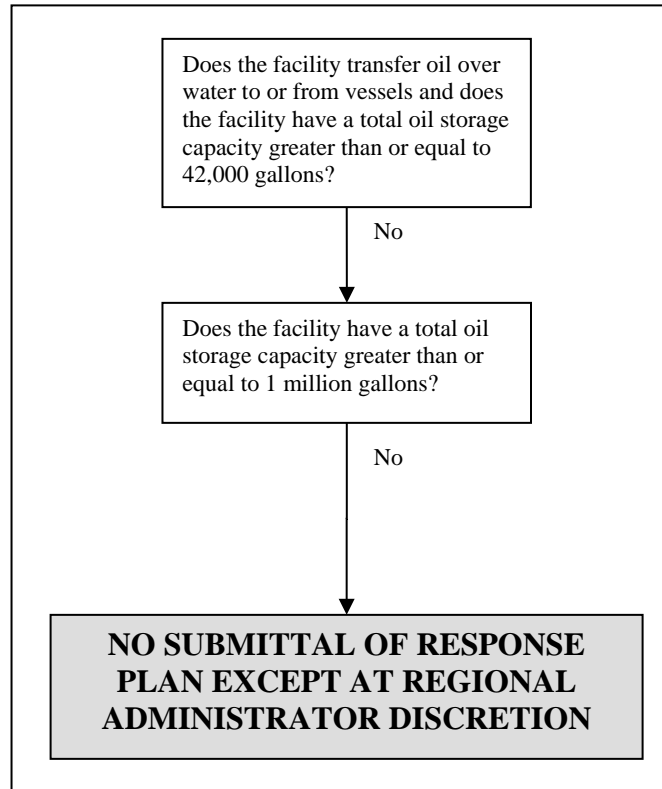 Does the facility transfer oil over
water to or from vessels and does
the facility have a total oil storage
capacity greater than or equal to
42,000 gallons?
No
Does the facility have a total oil
storage capacity greater than or
equal to 1 million gallons?
No
NO SUBMITTAL OF RESPONSE
PLAN EXCEPT AT REGIONAL
ADMINISTRATOR DISCRETION